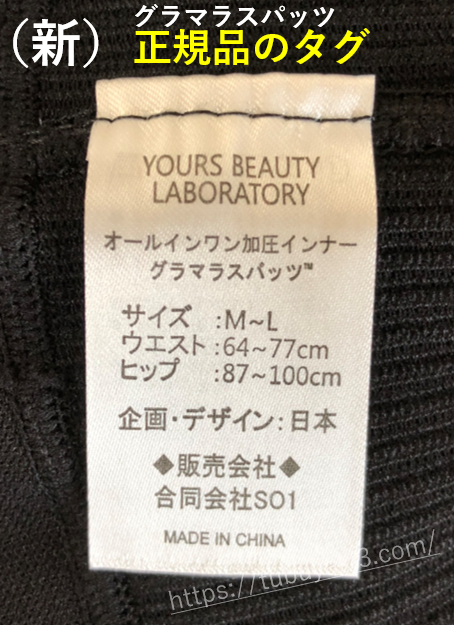 グラマラスパッツ
（新）正規品のタグ
YOURS BEAUTY
LABORATORY
オールインワン加圧インナー
グラマラスパッツ™
サイズ :M~L
ウエスト:64~77cm
ヒップ :87~100cm
企画・デザイン:日本
◆販売会社◆
合同会社SO1
MADE IN CHINA